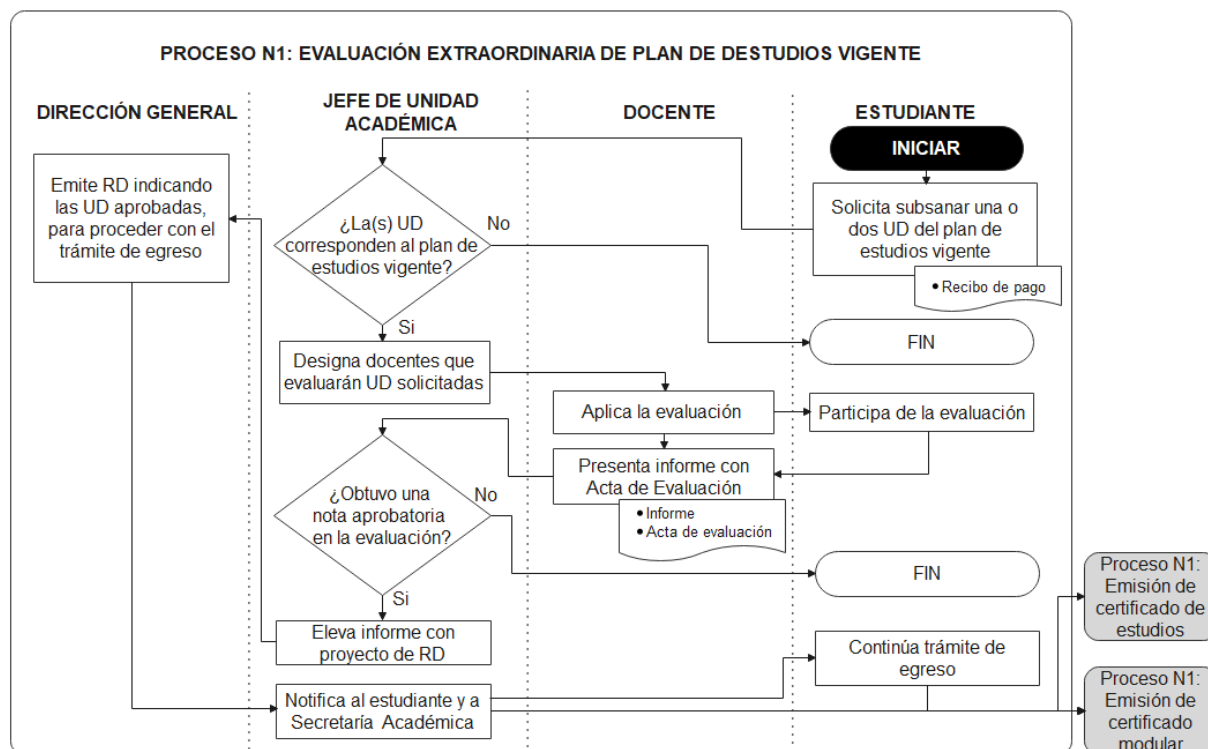 PROCESO N1: EVALUACIÓN EXTRAORDINARIA DE PLAN DE DESTUDIOS VIGENTE
DIRECCIÓN GENERAL
JEFE DE UNIDAD
ACADÉMICA
DOCENTE
ESTUDIANTE
INICIAR
Emite RD indicando
las UD aprobadas,
para proceder con el
trámite de egreso
¿La(s) UD
corresponden al plan de
estudios vigente?
No
Si
Solicita subsanar una o
dos UD del plan de
estudios vigente
• Recibo de pago
FIN
Designa docentes que
evaluarán UD solicitadas
Aplica la evaluación
Participa de la evaluación
Presenta informe con
Acta de Evaluación
• Informe
• Acta de evaluación
¿Obtuvo una
nota aprobatoria
en la evaluación?
No
Si
FIN
Eleva informe con
proyecto de RD
Continúa trámite de
egreso
Notifica al estudiante y a
Secretaría Académica
Proceso N1:
Emisión de
certificado de
estudios
Proceso N1:
Emisión de
certificado
modular